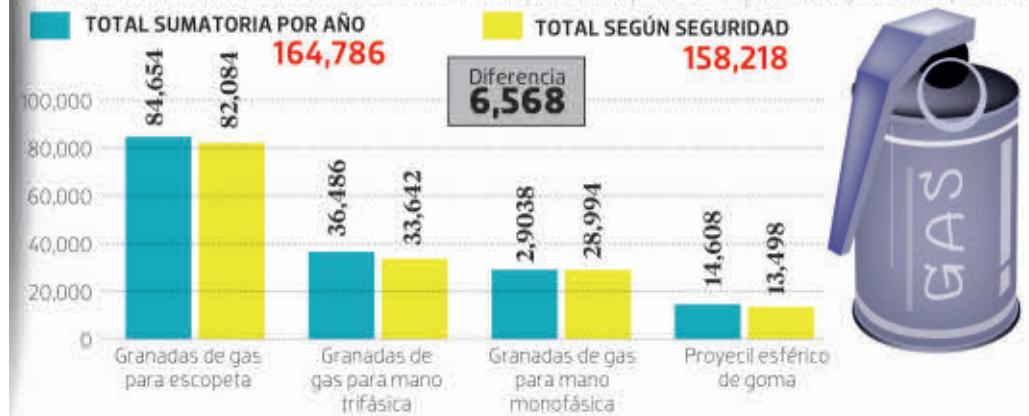 TOTAL SUMATORIA POR AÑO
164,786
TOTAL SEGÚN SEGURIDAD
158,218
Diferencia
6,568
100,000
80,000
60,000
40,000
20,000
0
84,654
82,084
36,486
33,642
2,9038
28,994
14,608
13,498
Granadas de gas
para escopeta
Granadas de
gas para mano
trifásica
Granadas de gas
para mano
monofásica
Proyecil esférico
de goma
GAS
!